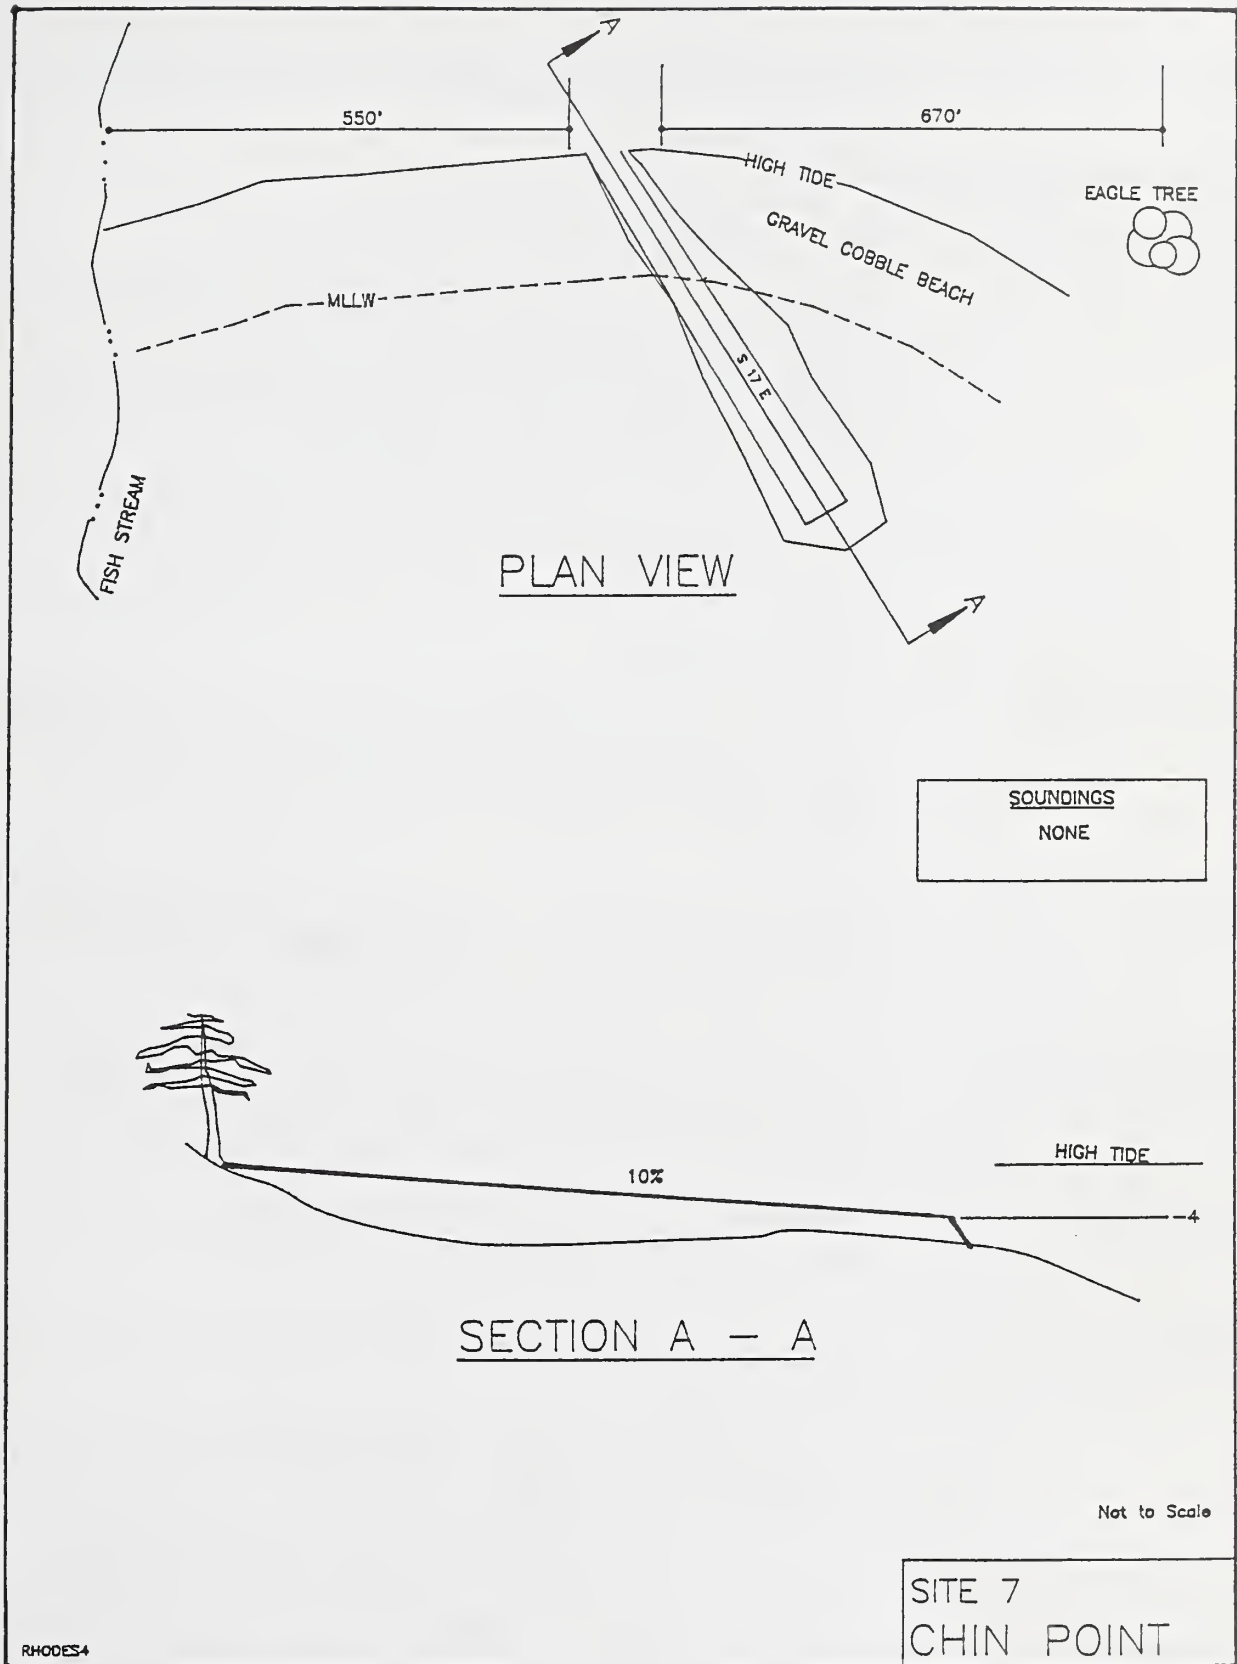 A
550'
670'
HIGH TIDE
EAGLE TREE
GRAVEL COBBLE BEACH
MLLW
S 17 E
FISH STREAM
PLAN VIEW
A
SOUNDINGS
NONE
10%
HIGH TIDE
-4
SECTION A - A
Not to Scale
SITE 7
CHIN POINT
RHODES4